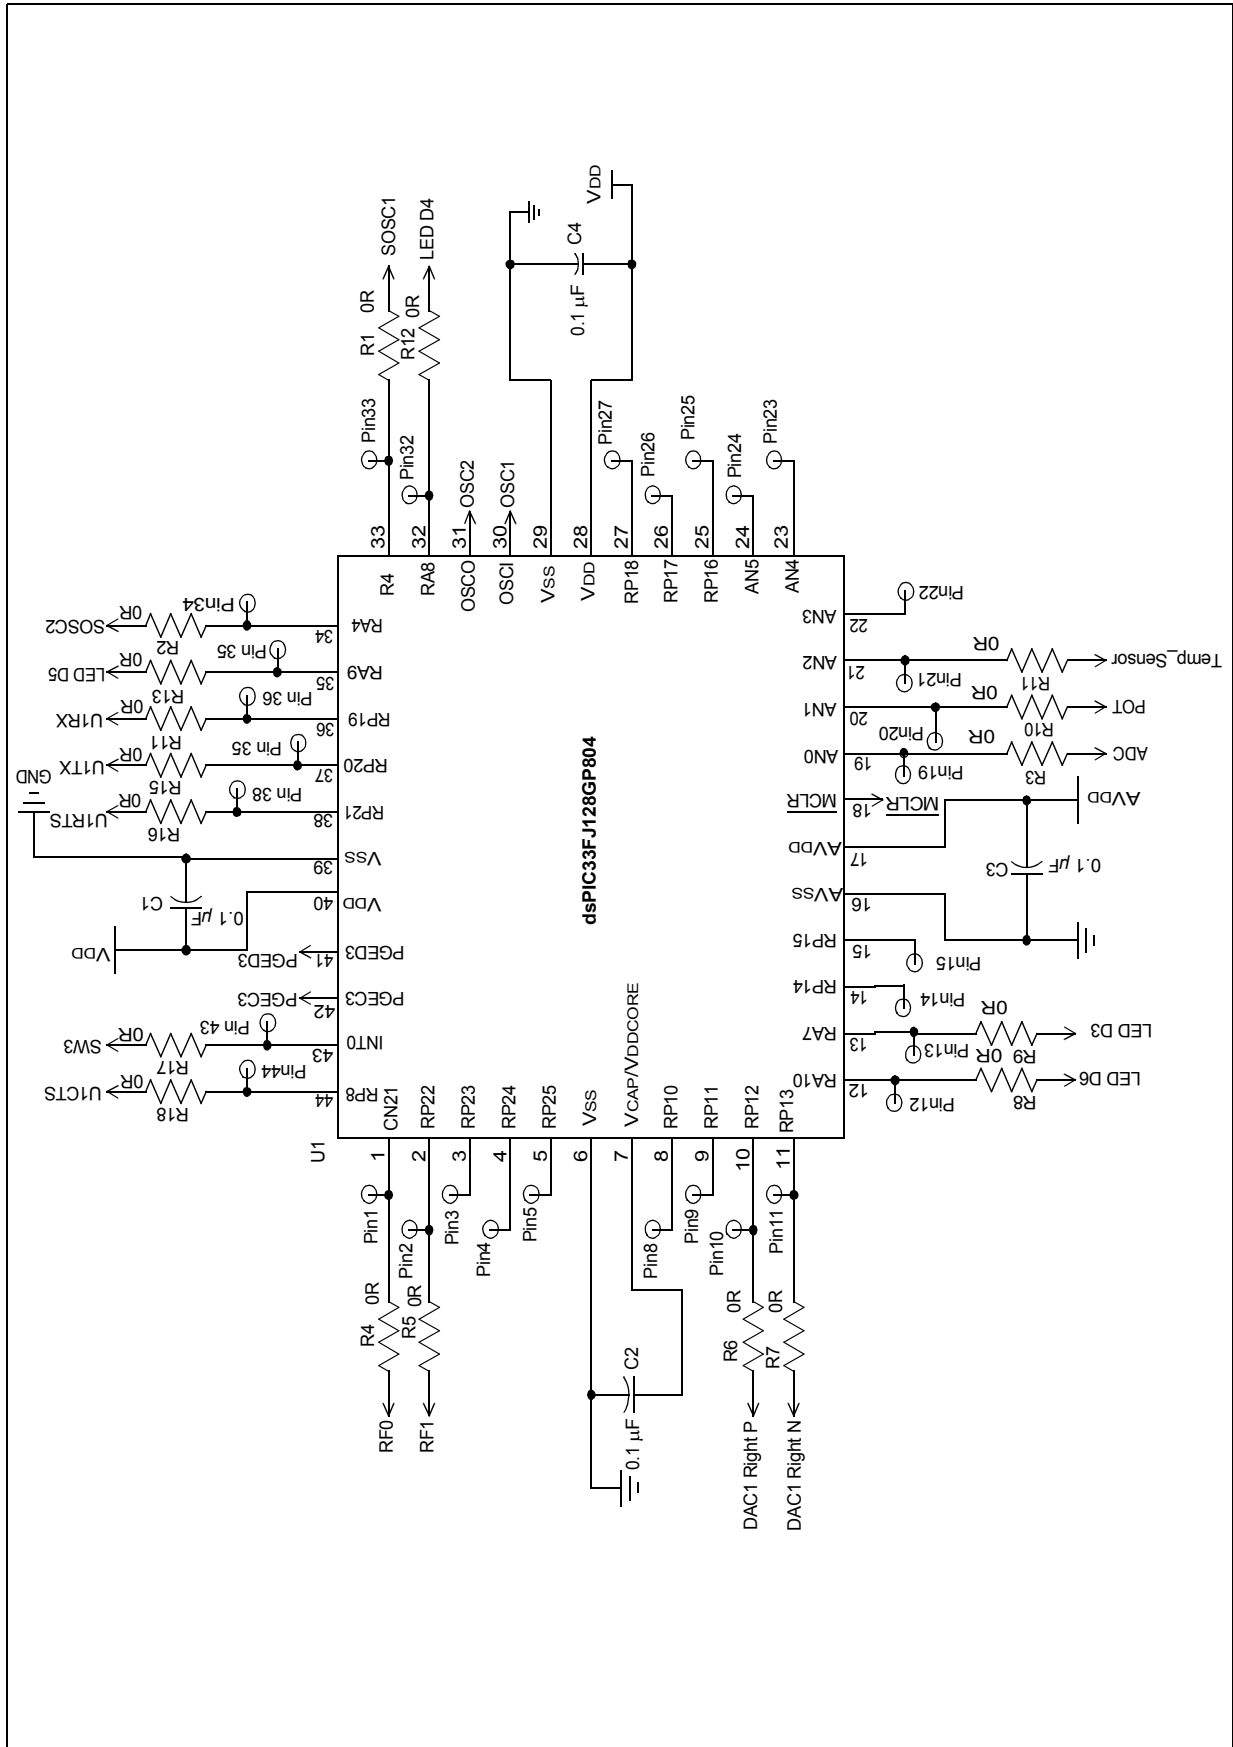 U1
dsPIC33FJ128GP804
RF0
R4
0R
Pin1
1
CN21
RF1
R5
0R
Pin2
2
RP22
Pin3
3
RP23
Pin4
4
RP24
Pin5
5
RP25
6
VSS
7
VCAP/VDDCORE
C2
0.1 μF
Pin8
8
RP10
Pin9
9
RP11
DAC1 Right P
R6
0R
Pin10
10
RP12
DAC1 Right N
R7
0R
Pin11
11
RP13
RA10
12
Pin12
0R
R8
LED D6
RA7
13
Pin13
0R
R9
LED D3
RP14
14
Pin14
RP15
15
Pin15
AVSS
16
AVDD
17
C3
0.1 μF
AVDD
MCLR
18
MCLR
AN0
19
Pin19
0R
R3
ADC
AN1
20
Pin20
0R
R10
POT
AN2
21
Pin21
0R
R11
Temp_Sensor
AN3
22
Pin22
AN4
23
Pin23
AN5
24
Pin24
RP16
25
Pin25
RP17
26
Pin26
RP18
27
Pin27
VDD
28
VSS
29
0.1 μF
C4
VDD
OSCI
30
OSC1
OSCO
31
OSC2
RA8
32
Pin32
R12
0R
LED D4
R4
33
Pin33
R1
0R
SOSC1
RA4
34
Pin34
R2
0R
SOSC2
RA9
35
Pin 35
R13
0R
LED D5
RP19
36
Pin 36
R11
0R
U1RX
RP20
37
Pin 35
R15
0R
U1TX
RP21
38
Pin 38
R16
0R
U1RTS
VSS
39
GND
VDD
40
C1
0.1 μF
VDD
PGED3
41
PGED3
PGEC3
42
PGEC3
INT0
43
Pin 43
R17
0R
SW3
RP8
44
Pin44
R18
0R
U1CTS